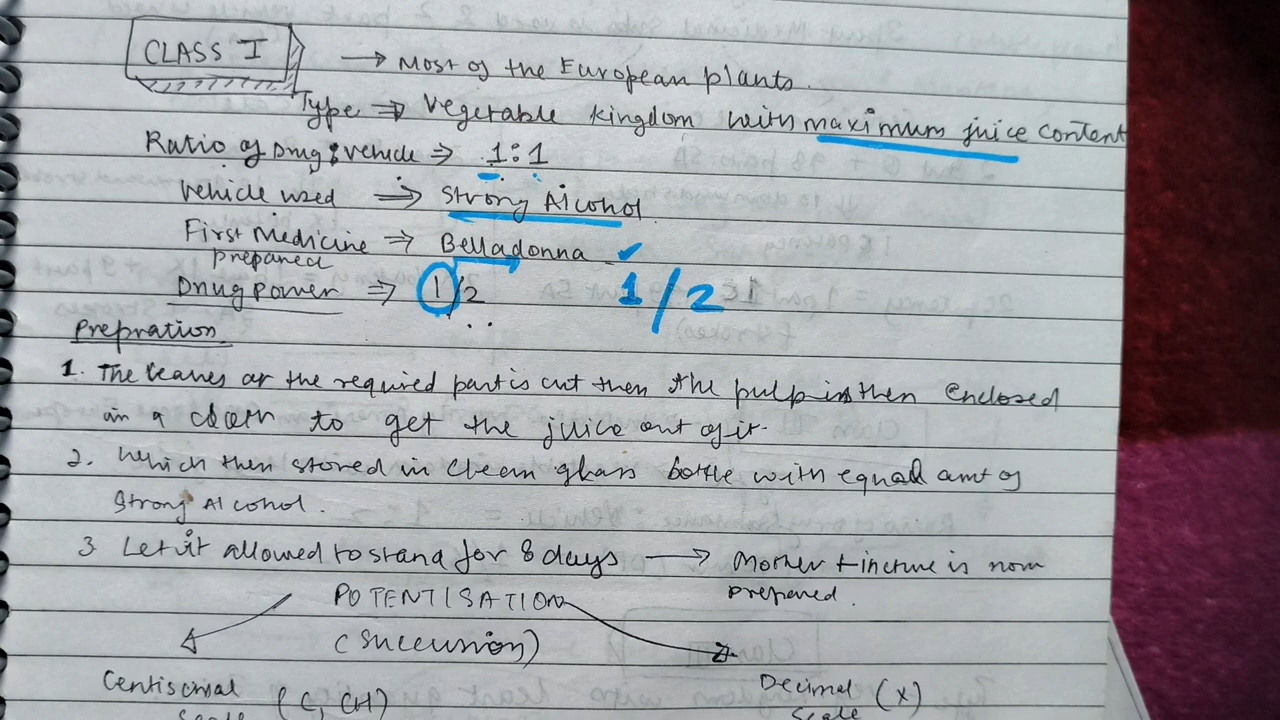 CLASS I → Most of the European plants.
Type ⇒ Vegetable kingdom with maximum juice content
Ratio of Drug & Vehicle ⇒ 1:1
Vehicle used ⇒ Strong Alcohol.
First Medicine ⇒ Belladonna ✓
prepared
Drug Power ⇒ 1/2 1/2
Prepration
1. The leaves or the required part is cut then the pulp is then enclosed
in a cloth to get the juice out of it.
2. Which then stored in clean glass bottle with equal amt of
Strong Alcohol.
3 Let it allowed to stand for 8 days → Mother tincture is now
prepared.
POTENTISATION
(Succussion)
Centiscimal (C, CH) Decimal (X)
Scale Scale